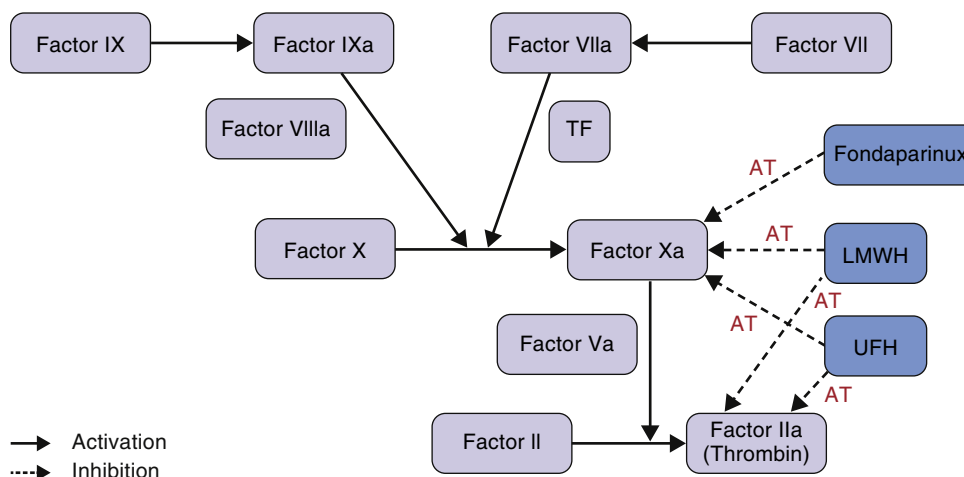 Factor IX
Factor IXa
Factor VIIa
Factor VII
Factor VIIIa
TF
Fondaparinux
AT
Factor X
Factor Xa
AT
LMWH
AT
AT
Factor Va
UFH
AT
Factor II
Factor IIa
(Thrombin)
Activation
Inhibition